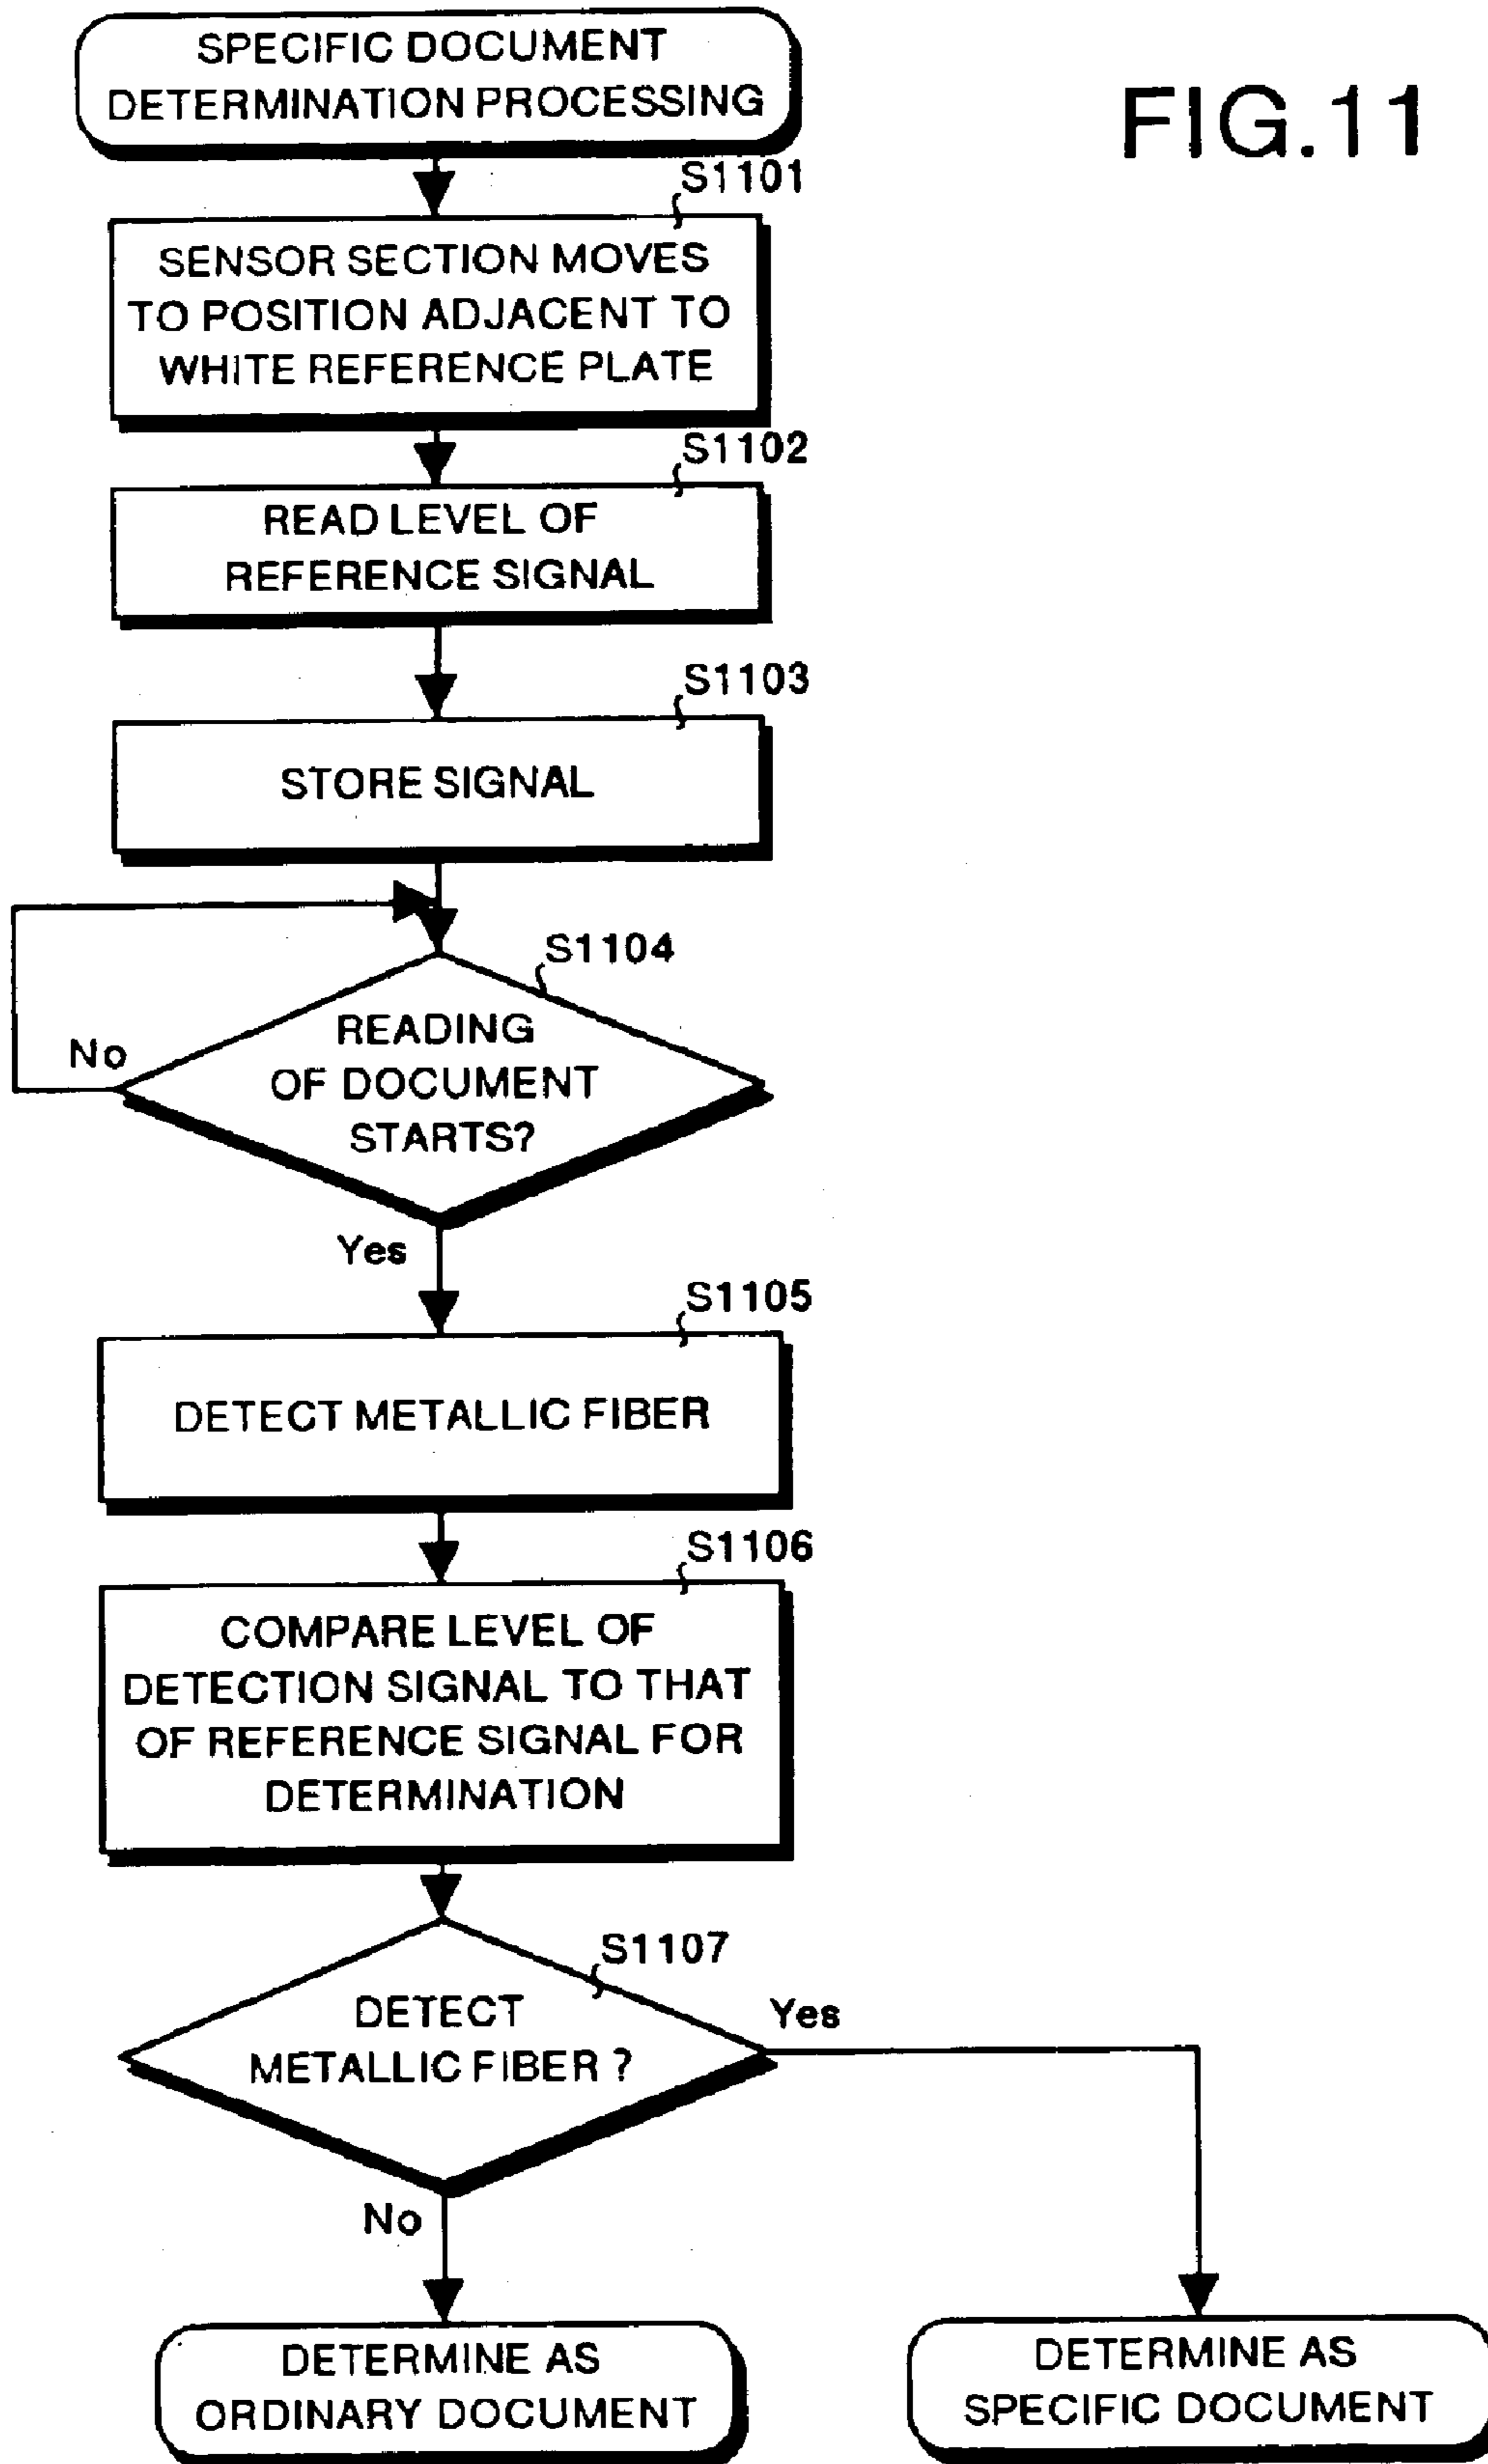 SPECIFIC DOCUMENT
DETERMINATION PROCESSING
FIG.11
S1101
SENSOR SECTION MOVES
TO POSITION ADJACENT TO
WHITE REFERENCE PLATE
S1102
READ LEVEL OF
REFERENCE SIGNAL
S1103
STORE SIGNAL
S1104
READING
OF DOCUMENT
STARTS?
No
Yes
S1105
DETECT METALLIC FIBER
S1106
COMPARE LEVEL OF
DETECTION SIGNAL TO THAT
OF REFERENCE SIGNAL FOR
DETERMINATION
S1107
DETECT
METALLIC FIBER ?
Yes
No
DETERMINE AS
ORDINARY DOCUMENT
DETERMINE AS
SPECIFIC DOCUMENT